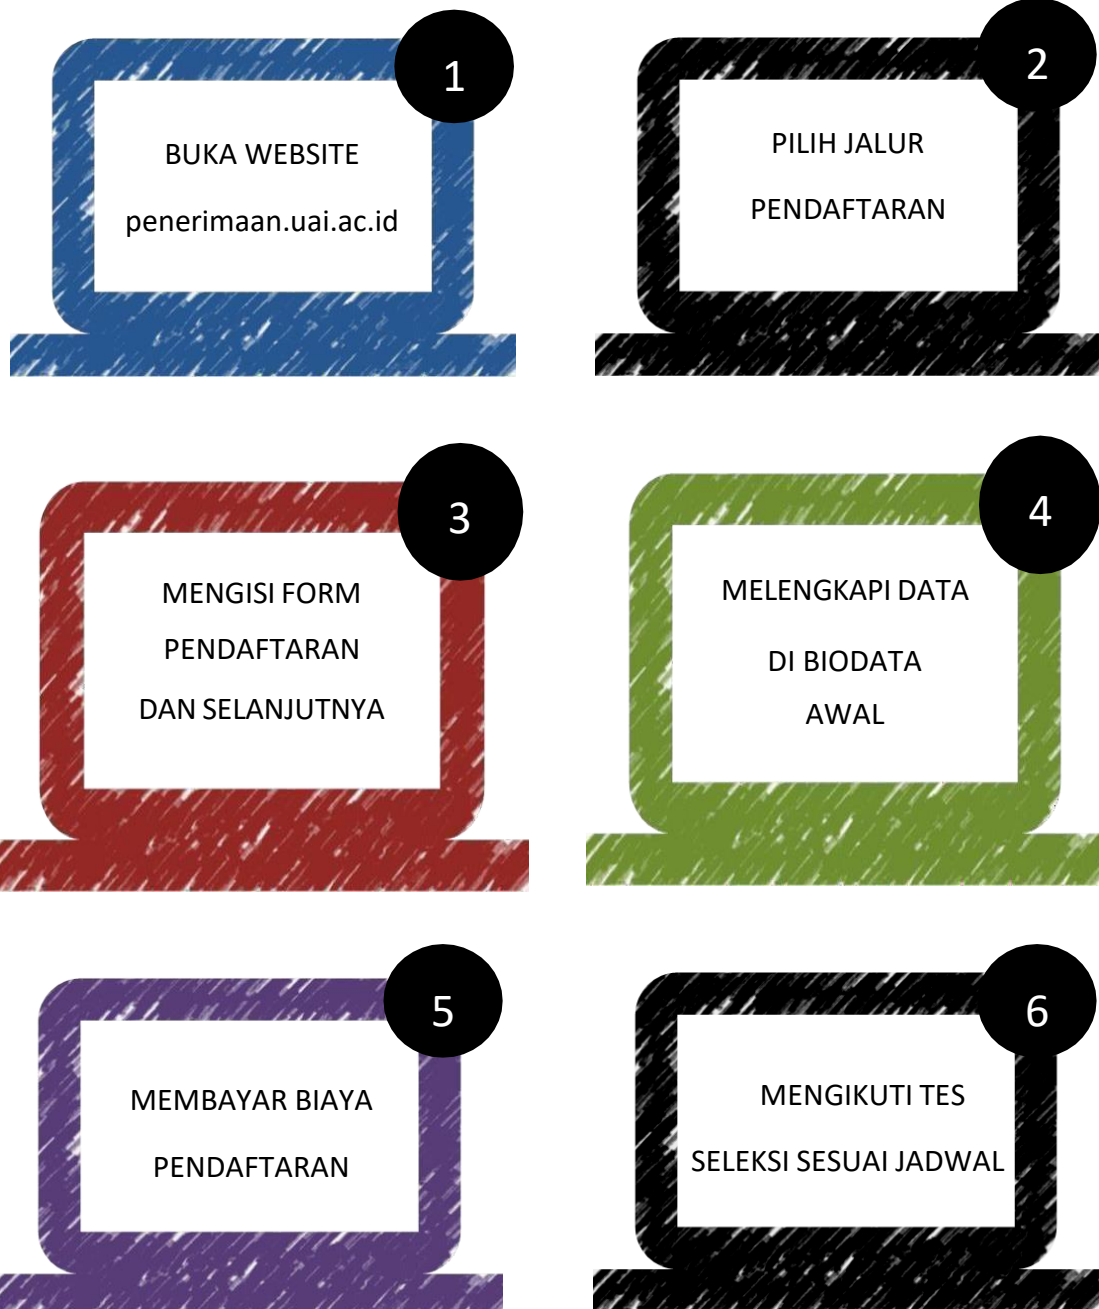 1
BUKA WEBSITE
penerimaan.uai.ac.id
2
PILIH JALUR
PENDAFTARAN
3
MENGISI FORM
PENDAFTARAN
DAN SELANJUTNYA
4
MELENGKAPI DATA
DI BIODATA
AWAL
5
MEMBAYAR BIAYA
PENDAFTARAN
6
MENGIKUTI TES
SELEKSI SESUAI JADWAL